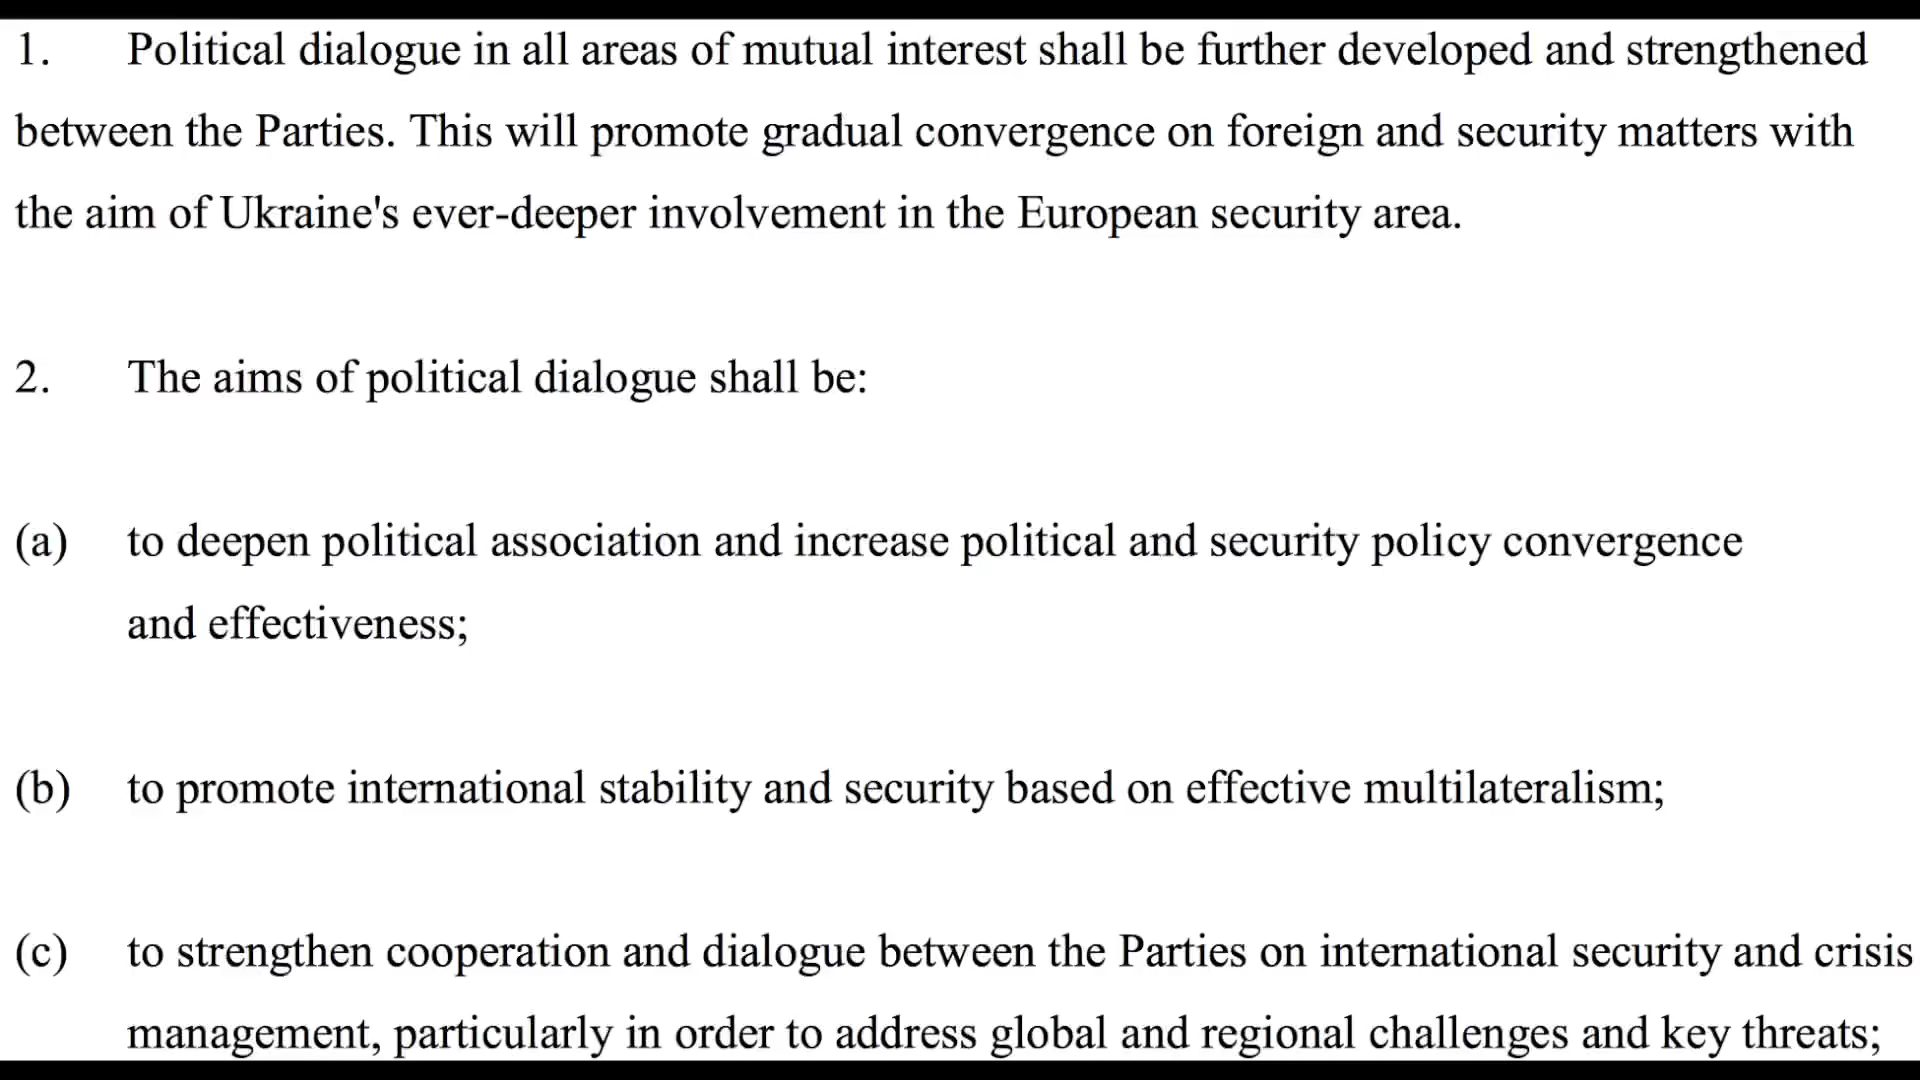 1. Political dialogue in all areas of mutual interest shall be further developed and strengthened
between the Parties. This will promote gradual convergence on foreign and security matters with
the aim of Ukraine's ever-deeper involvement in the European security area.
2. The aims of political dialogue shall be:
(a) to deepen political association and increase political and security policy convergence
and effectiveness;
(b) to promote international stability and security based on effective multilateralism;
(c) to strengthen cooperation and dialogue between the Parties on international security and crisis
management, particularly in order to address global and regional challenges and key threats;